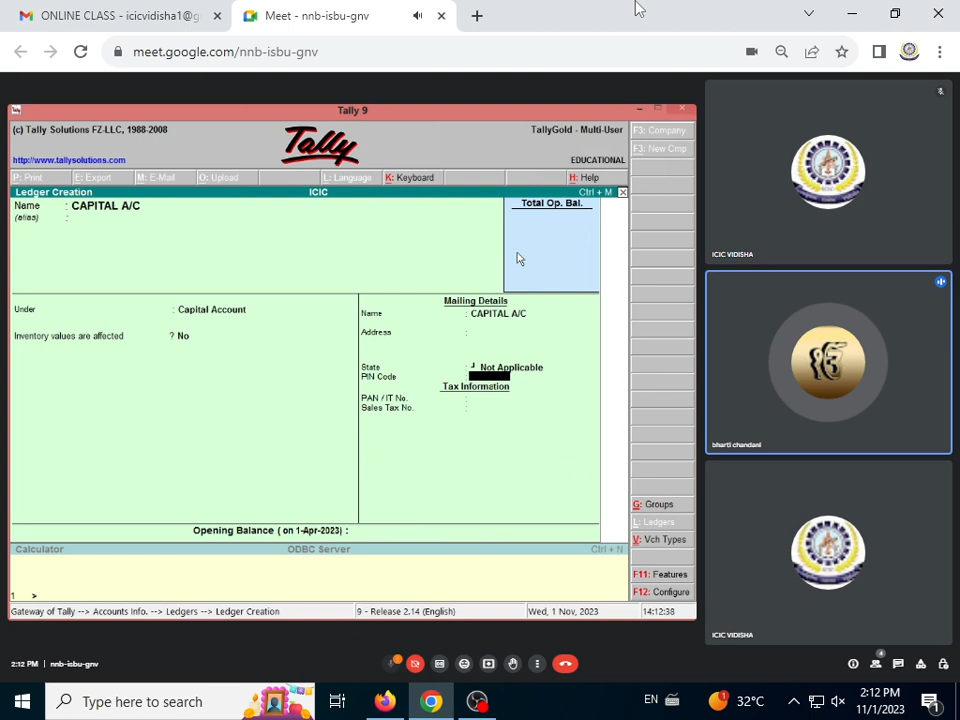 ONLINE CLASS - icicvidisha1@g
Meet - nnb-isbu-gnv
meet.google.com/nnb-isbu-gnv
Tally 9
(c) Tally Solutions FZ-LLC, 1988-2008
http://www.tallysolutions.com
Tally
TallyGold - Multi-User
EDUCATIONAL
F3: Company
F3: New Cmp
P: Print
E: Export
M: E-Mail
O: Upload
L: Language
K: Keyboard
H: Help
Ledger Creation
ICIC
Ctrl + M
Name : CAPITAL A/C
(alias) :
Total Op. Bal.
Under : Capital Account
Inventory values are affected ? No
Mailing Details
Name : CAPITAL A/C
Address :
State : Not Applicable
PIN Code
Tax Information
PAN / IT No. :
Sales Tax No. :
Opening Balance ( on 1-Apr-2023) :
G: Groups
L: Ledgers
V: Vch Types
F11: Features
F12: Configure
Calculator
ODBC Server
Ctrl + N
1 >
Gateway of Tally --> Accounts Info. --> Ledgers --> Ledger Creation
9 - Release 2.14 (English)
Wed, 1 Nov, 2023
14:12:38
ICIC VIDISHA
bharti chandani
ICIC VIDISHA
2:12 PM
nnb-isbu-gnv
4
Type here to search
EN
32°C
2:12 PM
11/1/2023
1